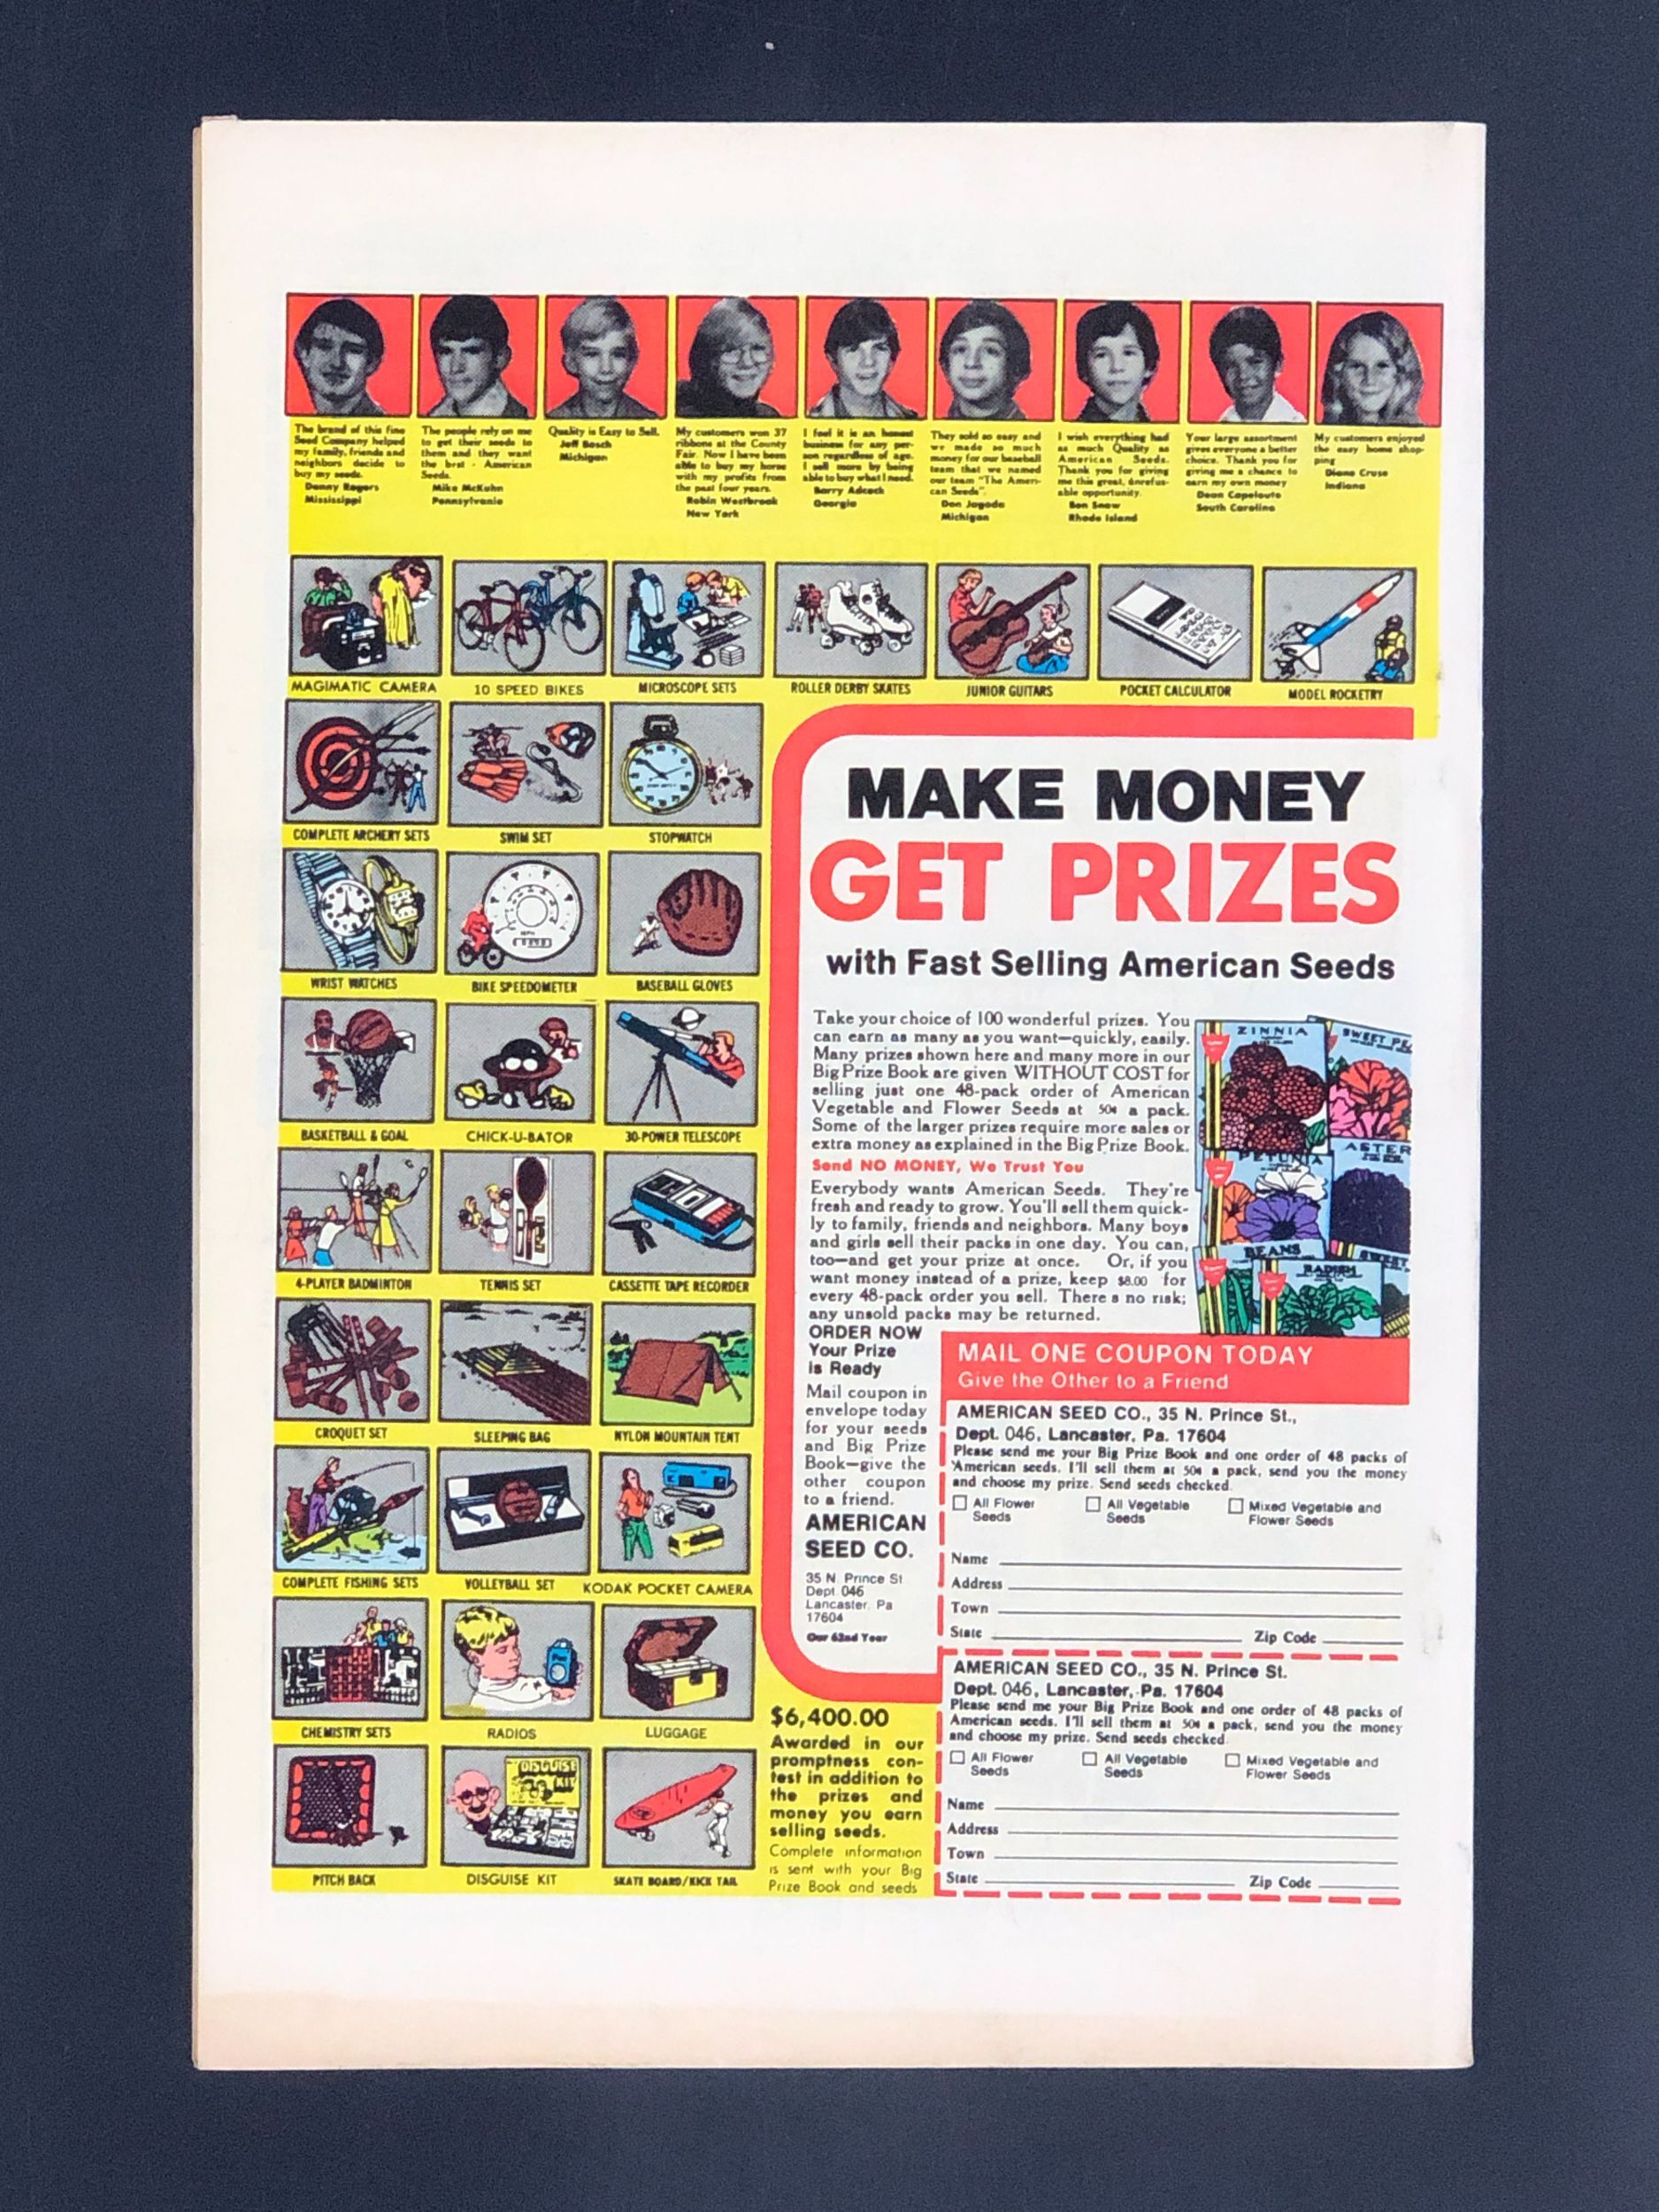 The brand of this fine
Seed Company helped
my family, friends and
neighbors decide to
buy my seeds.
Danny Rogers
Mississippi
The people rely on me
to get their seeds to
them and they want
the best - American
Seeds.
Mike McKuhn
Pennsylvania
Quality is Easy to Sell.
Jeff Bosch
Michigan
My customers won 37
ribbons at the County
Fair. Now I have been
able to buy my horse
with my profits from
the past four years.
Robin Westbrook
New York
I feel it is an honest
business for any per-
son regardless of age.
I sell more by being
able to buy what I need.
Barry Adcock
Georgia
They sold so easy and
we made so much
money for our baseball
team that we named
our team "The Ameri-
can Seeds".
Don Jagoda
Michigan
I wish everything had
as much Quality as
American Seeds.
Thank you for giving
me this great, unrefus-
able opportunity.
Ron Snow
Rhode Island
Your large assortment
gives everyone a better
choice. Thank you for
giving me a chance to
earn my own money
Dean Capelouto
South Carolina
My customers enjoyed
the easy home shop-
ping
Diane Cruse
Indiana
MAGIMATIC CAMERA
10 SPEED BIKES
MICROSCOPE SETS
ROLLER DERBY SKATES
JUNIOR GUITARS
POCKET CALCULATOR
MODEL ROCKETRY
COMPLETE ARCHERY SETS
SWIM SET
STOPWATCH
WRIST WATCHES
BIKE SPEEDOMETER
BASEBALL GLOVES
BASKETBALL & GOAL
CHICK-U-BATOR
30-POWER TELESCOPE
4-PLAYER BADMINTON
TENNIS SET
CASSETTE TAPE RECORDER
CROQUET SET
SLEEPING BAG
NYLON MOUNTAIN TENT
COMPLETE FISHING SETS
VOLLEYBALL SET
KODAK POCKET CAMERA
CHEMISTRY SETS
RADIOS
LUGGAGE
PITCH BACK
DISGUISE
KIT
DISGUISE KIT
SKATE BOARD/KICK TAIL
MAKE MONEY
GET PRIZES
with Fast Selling American Seeds
Take your choice of 100 wonderful prizes. You
can earn as many as you want—quickly, easily.
Many prizes shown here and many more in our
Big Prize Book are given WITHOUT COST for
selling just one 48-pack order of American
Vegetable and Flower Seeds at 50¢ a pack.
Some of the larger prizes require more sales or
extra money as explained in the Big Prize Book.
Send NO MONEY, We Trust You
Everybody wants American Seeds. They're
fresh and ready to grow. You'll sell them quick-
ly to family, friends and neighbors. Many boys
and girls sell their packs in one day. You can,
too—and get your prize at once. Or, if you
want money instead of a prize, keep $8.00 for
every 48-pack order you sell. There s no risk;
any unsold packs may be returned.
ZINNIA
SWEET PE
PETUNIA
ASTER
BEANS
RADISH
SWEET
ORDER NOW
Your Prize
is Ready
Mail coupon in
envelope today
for your seeds
and Big Prize
Book—give the
other coupon
to a friend.
AMERICAN
SEED CO.
35 N. Prince St
Dept. 046
Lancaster. Pa
17604
Our 62nd Year
MAIL ONE COUPON TODAY
Give the Other to a Friend
AMERICAN SEED CO., 35 N. Prince St.,
Dept. 046, Lancaster, Pa. 17604
Please send me your Big Prize Book and one order of 48 packs of
American seeds. I'll sell them at 50¢ a pack, send you the money
and choose my prize. Send seeds checked.
All Flower Seeds
All Vegetable Seeds
Mixed Vegetable and Flower Seeds
Name
Address
Town
State Zip Code
AMERICAN SEED CO., 35 N. Prince St.
Dept. 046, Lancaster, Pa. 17604
Please send me your Big Prize Book and one order of 48 packs of
American seeds. I'll sell them at 50¢ a pack, send you the money
and choose my prize. Send seeds checked.
All Flower Seeds
All Vegetable Seeds
Mixed Vegetable and Flower Seeds
Name
Address
Town
State Zip Code
$6,400.00
Awarded in our
promptness con-
test in addition to
the prizes and
money you earn
selling seeds.
Complete information
is sent with your Big
Prize Book and seeds